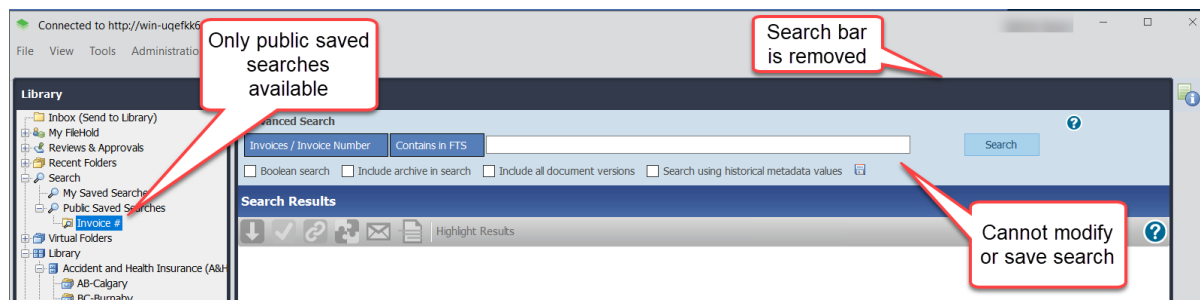 Connected to http://win-uqefkk6
File View Tools Administratio
Only public saved
searches
available
Search bar
is removed
Library
Inbox (Send to Library)
My FileHold
Reviews & Approvals
Recent Folders
Search
My Saved Searches
Public Saved Searches
Invoice #
Virtual Folders
Library
Accident and Health Insurance (A&H
AB-Calgary
BC-Burnaby
Search
Invoices / Invoice Number
Contains in FTS
Search
Boolean search
Include archive in search
Include all document versions
Search using historical metadata values
Search Results
Highlight Results
Cannot modify
or save search